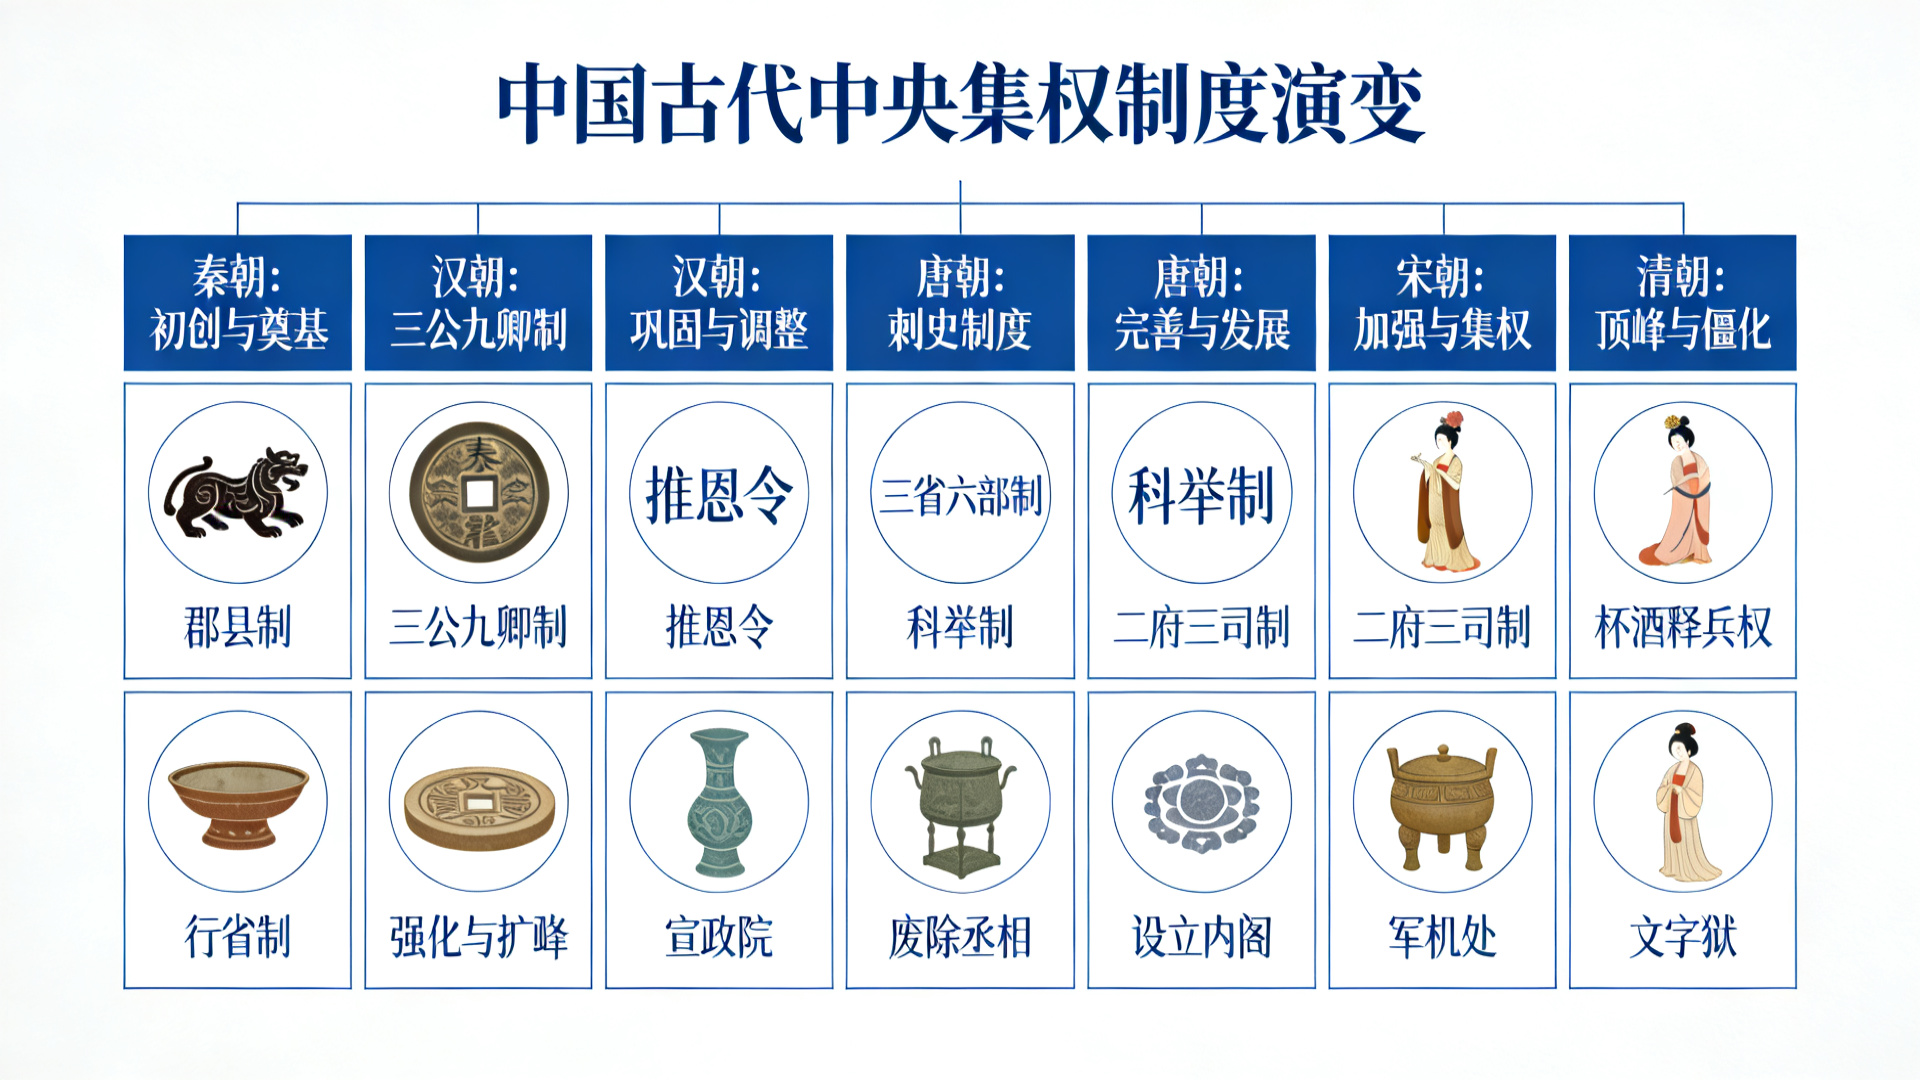 中国古代中央集权制度演变
秦朝：
初创与奠基
汉朝：
三公九卿制
汉朝：
巩固与调整
唐朝：
刺史制度
唐朝：
完善与发展
宋朝：
加强与集权
清朝：
顶峰与僵化
推恩令
三省六部制
科举制
郡县制
三公九卿制
推恩令
科举制
二府三司制
二府三司制
杯酒释兵权
行省制
强化与扩峰
宣政院
废除丞相
设立内阁
军机处
文字狱